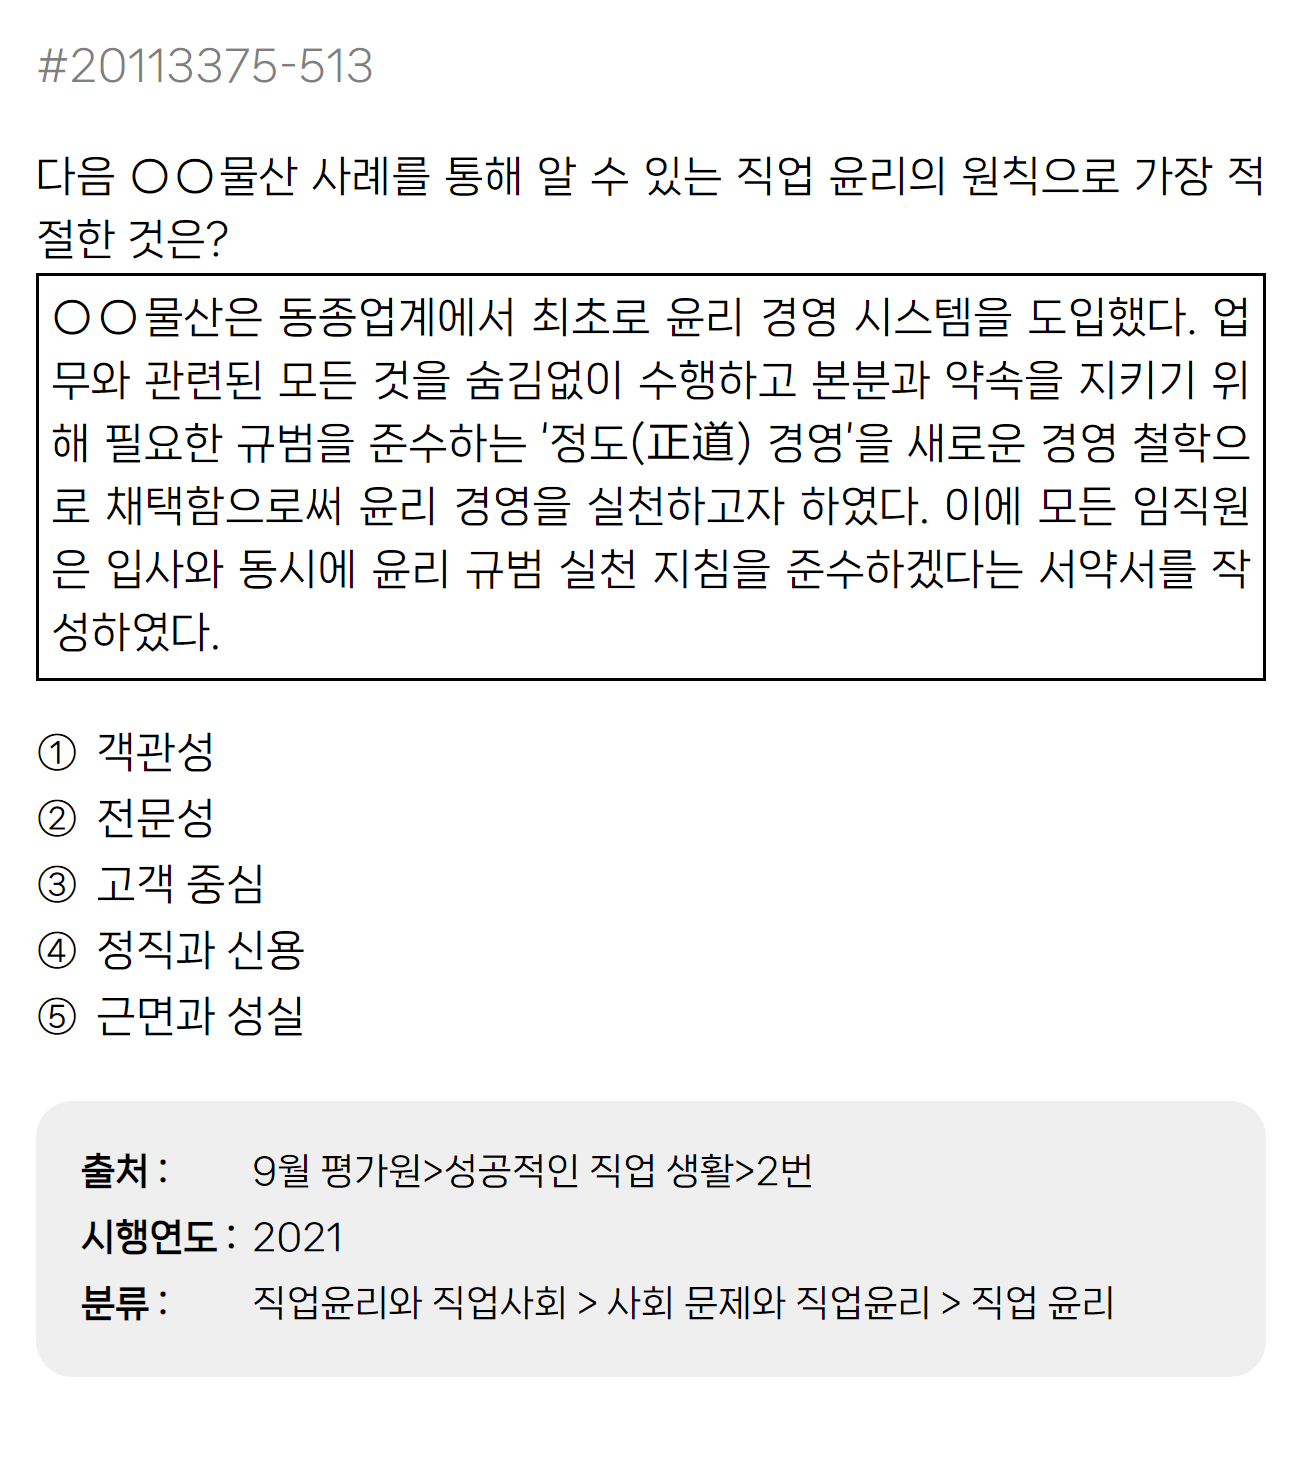 #20113375-513
다음 ○○물산 사례를 통해 알 수 있는 직업 윤리의 원칙으로 가장 적
절한 것은?
○○물산은 동종업계에서 최초로 윤리 경영 시스템을 도입했다. 업
무와 관련된 모든 것을 숨김없이 수행하고 본분과 약속을 지키기 위
해 필요한 규범을 준수하는 '정도(正道) 경영'을 새로운 경영 철학으
로 채택함으로써 윤리 경영을 실천하고자 하였다. 이에 모든 임직원
은 입사와 동시에 윤리 규범 실천 지침을 준수하겠다는 서약서를 작
성하였다.
① 객관성
② 전문성
③ 고객 중심
④ 정직과 신용
⑤ 근면과 성실
출처 : 9월 평가원>성공적인 직업 생활>2번
시행연도 : 2021
분류 : 직업윤리와 직업사회 > 사회 문제와 직업윤리 > 직업 윤리